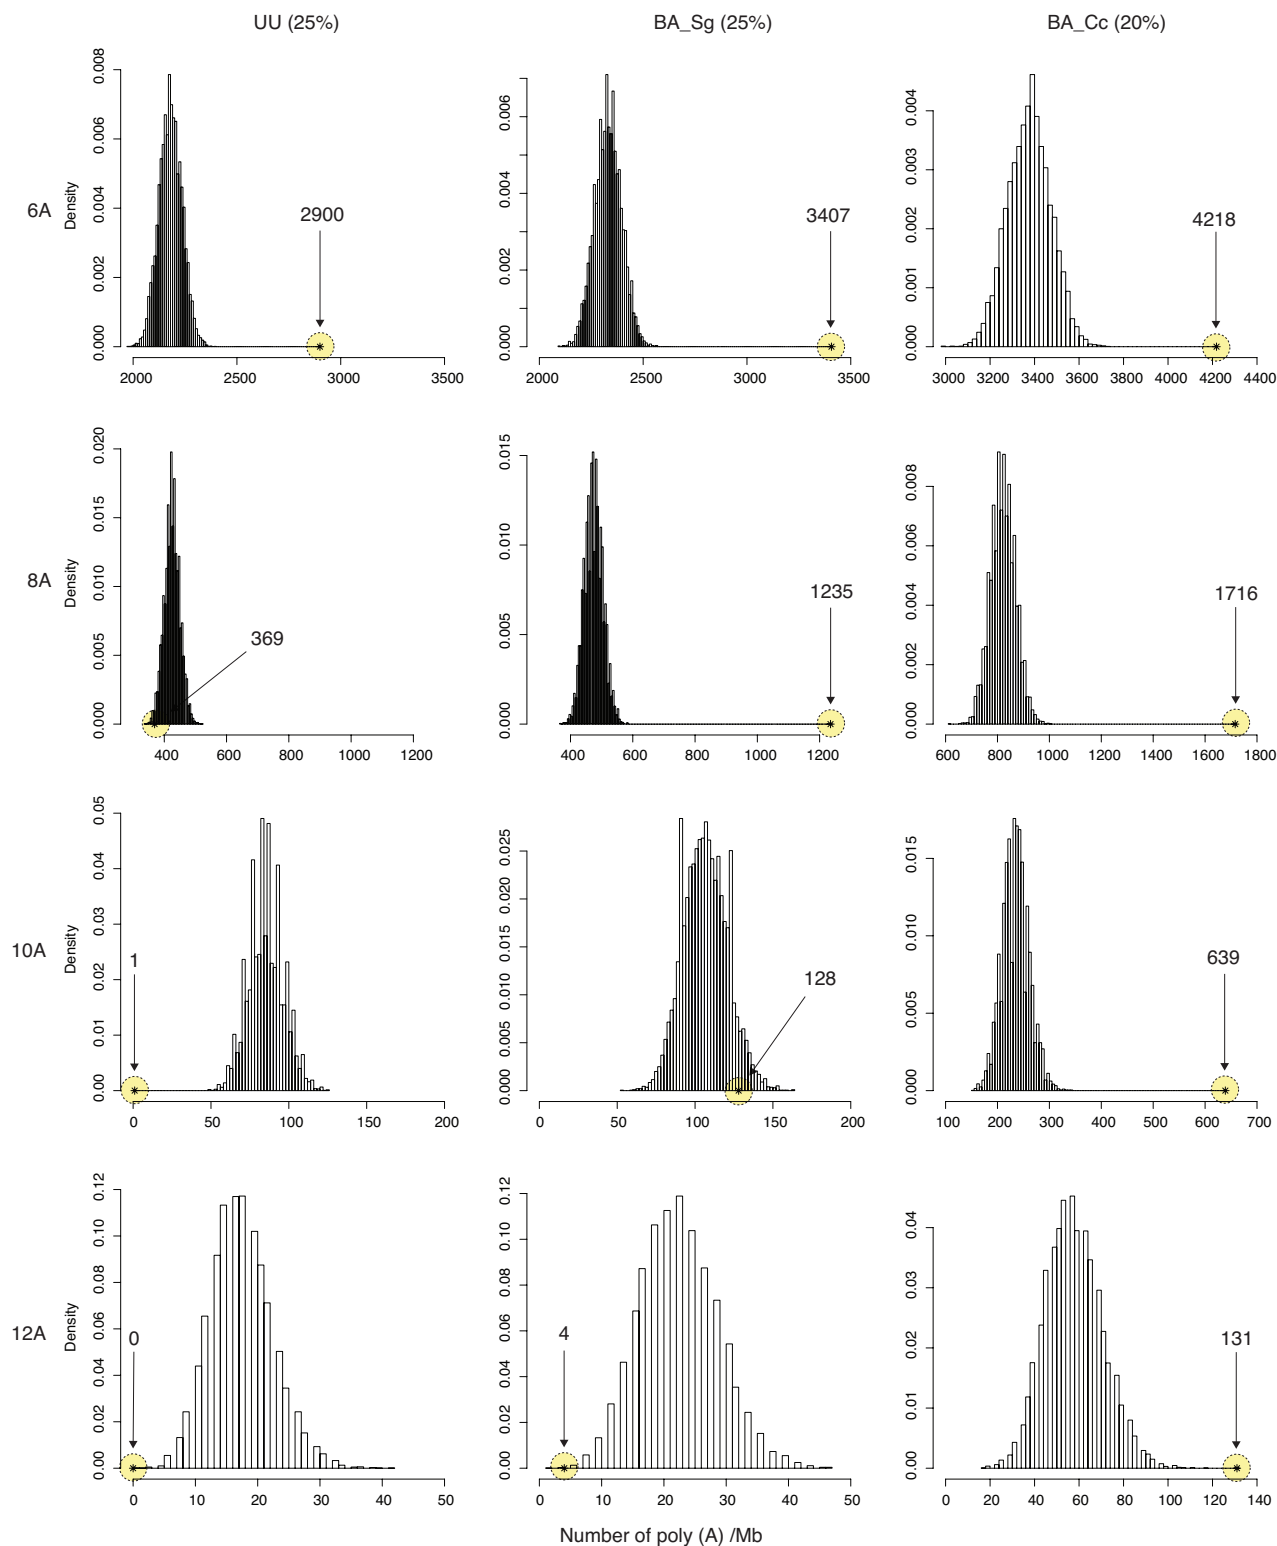 UU (25%) BA_Sg (25%) BA_Cc (20%)
6A
Density
0.000 0.002 0.004 0.006 0.008
2900
2000 2500 3000 3500
0.000 0.002 0.004 0.006
3407
2000 2500 3000 3500
0.000 0.001 0.002 0.003 0.004
4218
3000 3200 3400 3600 3800 4000 4200 4400
8A
Density
0.000 0.005 0.010 0.015 0.020
369
400 600 800 1000 1200
0.000 0.005 0.010 0.015
1235
400 600 800 1000 1200
0.000 0.002 0.004 0.006 0.008
1716
600 800 1000 1200 1400 1600 1800
10A
Density
0.00 0.01 0.02 0.03 0.04 0.05
1
0 50 100 150 200
0.000 0.005 0.010 0.015 0.020 0.025
128
0 50 100 150 200
0.000 0.005 0.010 0.015
639
100 200 300 400 500 600 700
12A
Density
0.00 0.02 0.04 0.06 0.08 0.10 0.12
0
0 10 20 30 40 50
0.00 0.02 0.04 0.06 0.08 0.10 0.12
4
0 10 20 30 40 50
0.00 0.01 0.02 0.03 0.04
131
0 20 40 60 80 100 120 140
Number of poly (A) /Mb